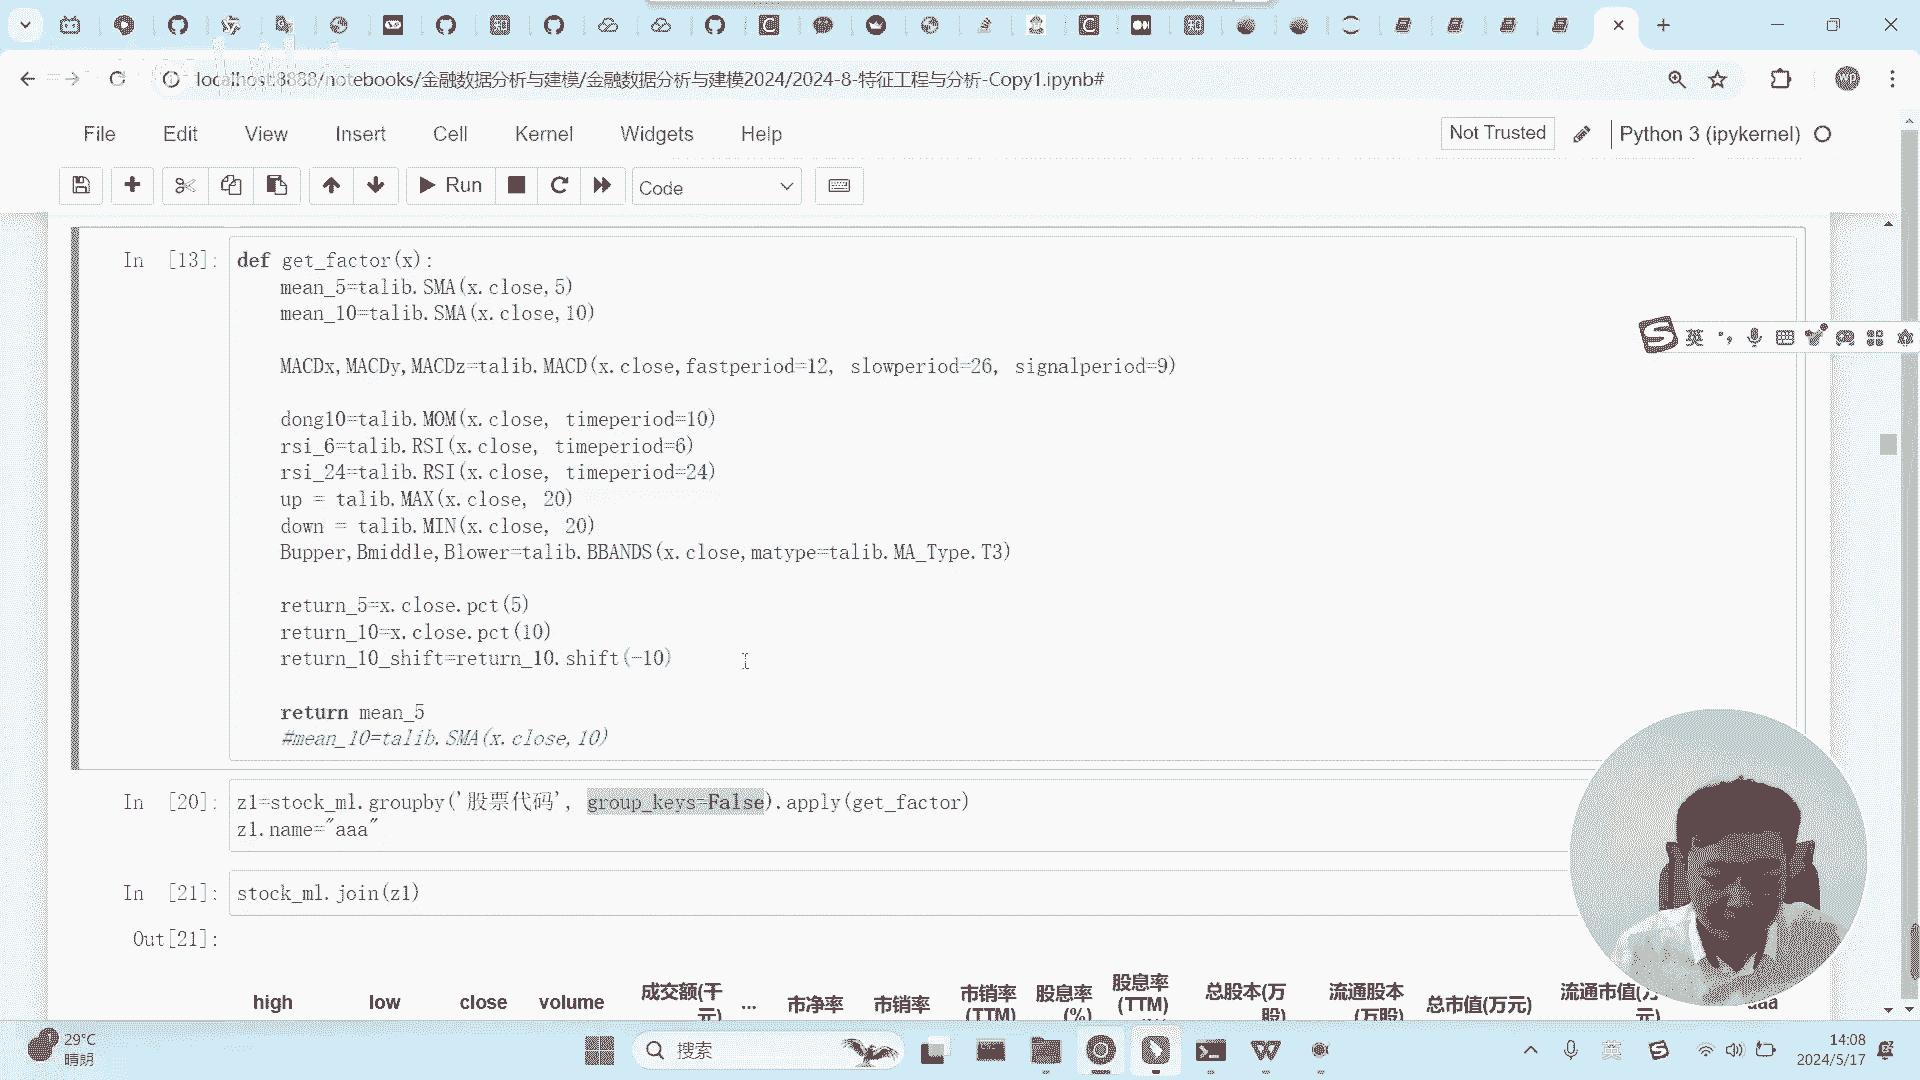 localhost:8888/notebooks/金融数据分析与建模/金融数据分析与建模2024/2024-8-特征工程与分析-Copy1.ipynb#
wp
File Edit View Insert Cell Kernel Widgets Help
Not Trusted
Python 3 (ipykernel)
Run
Code
In [13]:
def get_factor(x):
mean_5=talib.SMA(x.close,5)
mean_10=talib.SMA(x.close,10)
MACDx,MACDy,MACDz=talib.MACD(x.close,fastperiod=12, slowperiod=26, signalperiod=9)
dong10=talib.MOM(x.close, timeperiod=10)
rsi_6=talib.RSI(x.close, timeperiod=6)
rsi_24=talib.RSI(x.close, timeperiod=24)
up = talib.MAX(x.close, 20)
down = talib.MIN(x.close, 20)
Bupper,Bmiddle,Blower=talib.BBANDS(x.close,matype=talib.MA_Type.T3)
return_5=x.close.pct(5)
return_10=x.close.pct(10)
return_10_shift=return_10.shift(-10)
return mean_5
#mean_10=talib.SMA(x.close,10)
英
In [20]:
z1=stock_ml.groupby('股票代码', group_keys=False).apply(get_factor)
z1.name="aaa"
In [21]:
stock_ml.join(z1)
Out[21]:
high low close volume 成交额(千元) ... 市净率 市销率 市销率(TTM) 股息率(%) 股息率(TTM) 总股本(万股) 流通股本(万股) 总市值(万元) 流通市值(万元) aaa
29°C
晴朗
搜索
14:08
2024/5/17